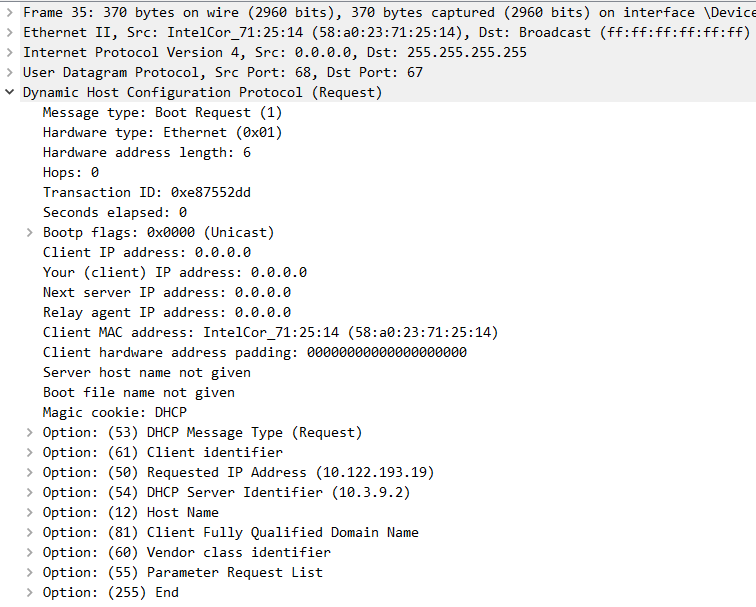 Frame 35: 370 bytes on wire (2960 bits), 370 bytes captured (2960 bits) on interface \Device
Ethernet II, Src: IntelCor_71:25:14 (58:a0:23:71:25:14), Dst: Broadcast (ff:ff:ff:ff:ff:ff)
Internet Protocol Version 4, Src: 0.0.0.0, Dst: 255.255.255.255
User Datagram Protocol, Src Port: 68, Dst Port: 67
Dynamic Host Configuration Protocol (Request)
Message type: Boot Request (1)
Hardware type: Ethernet (0x01)
Hardware address length: 6
Hops: 0
Transaction ID: 0xe87552dd
Seconds elapsed: 0
Bootp flags: 0x0000 (Unicast)
Client IP address: 0.0.0.0
Your (client) IP address: 0.0.0.0
Next server IP address: 0.0.0.0
Relay agent IP address: 0.0.0.0
Client MAC address: IntelCor_71:25:14 (58:a0:23:71:25:14)
Client hardware address padding: 00000000000000000000
Server host name not given
Boot file name not given
Magic cookie: DHCP
Option: (53) DHCP Message Type (Request)
Option: (61) Client identifier
Option: (50) Requested IP Address (10.122.193.19)
Option: (54) DHCP Server Identifier (10.3.9.2)
Option: (12) Host Name
Option: (81) Client Fully Qualified Domain Name
Option: (60) Vendor class identifier
Option: (55) Parameter Request List
Option: (255) End